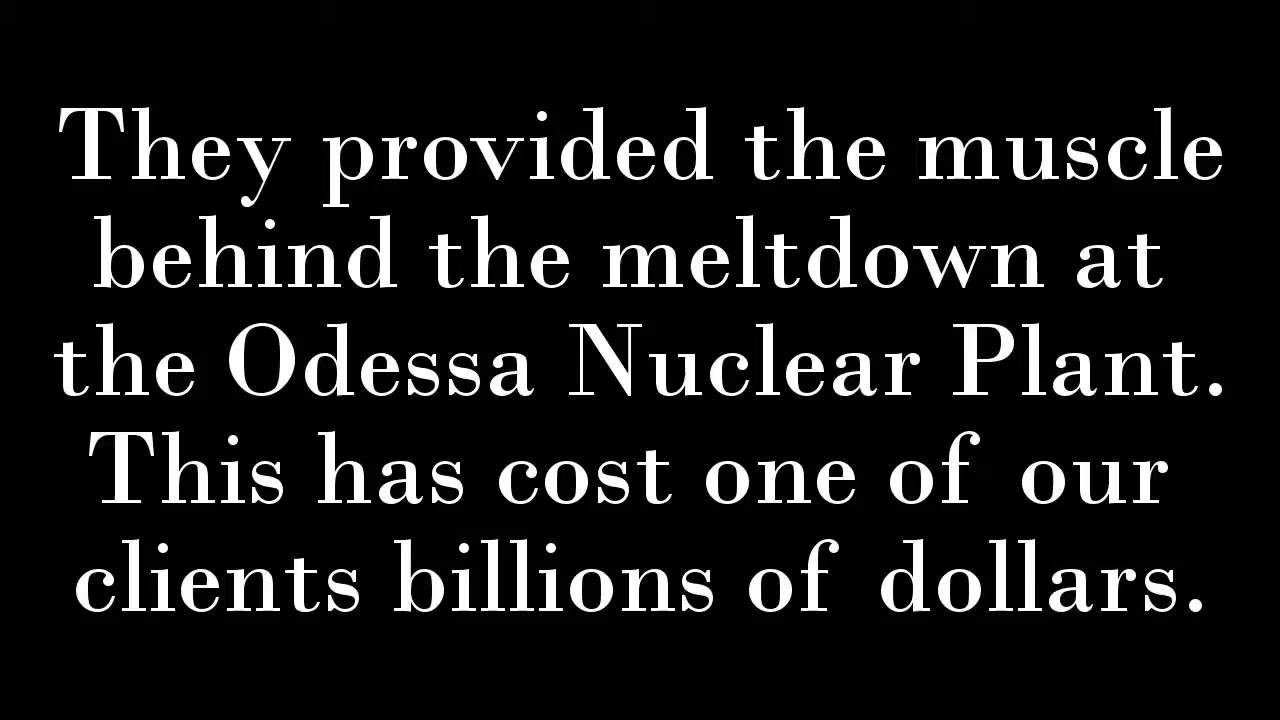 They provided the muscle
behind the meltdown at
the Odessa Nuclear Plant.
This has cost one of our
clients billions of dollars.